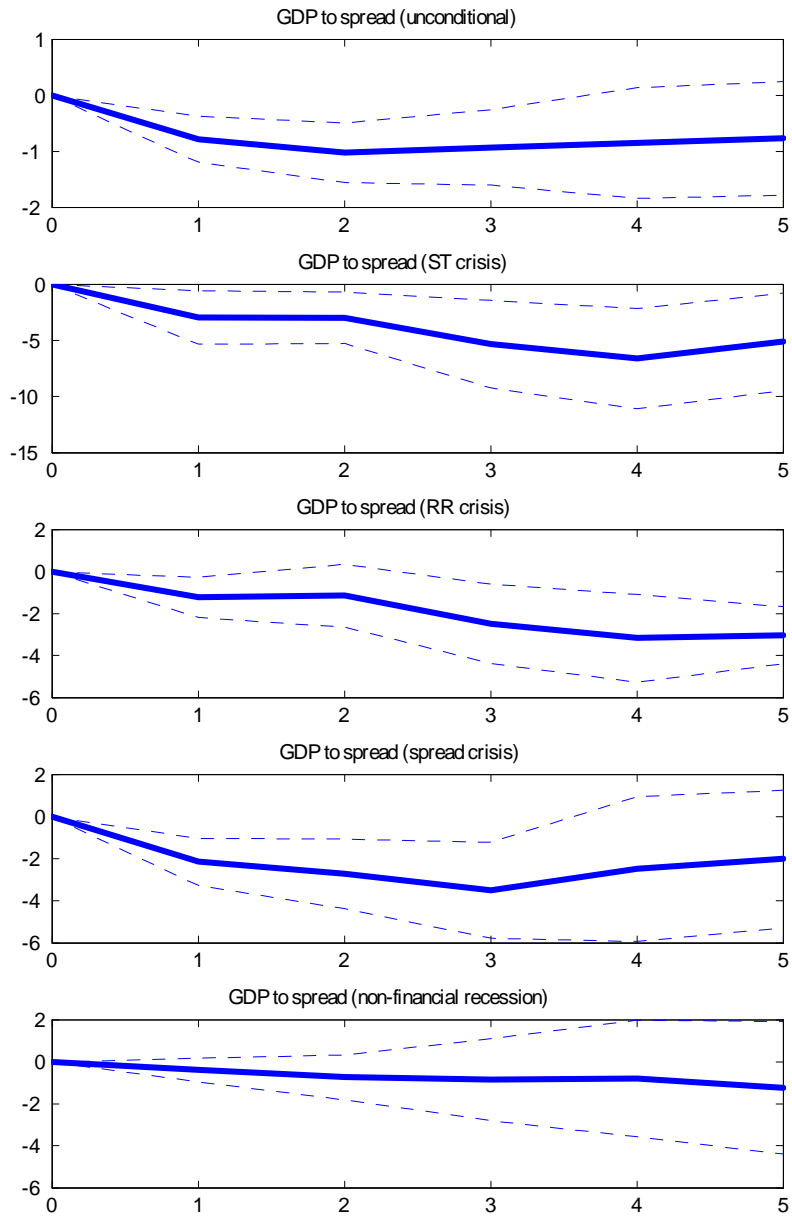 GDP to spread (unconditional)
1
0
-1
-2
0 1 2 3 4 5
GDP to spread (ST crisis)
0
-5
-10
-15
0 1 2 3 4 5
GDP to spread (RR crisis)
2
0
-2
-4
-6
0 1 2 3 4 5
GDP to spread (spread crisis)
2
0
-2
-4
-6
0 1 2 3 4 5
GDP to spread (non-financial recession)
2
0
-2
-4
-6
0 1 2 3 4 5